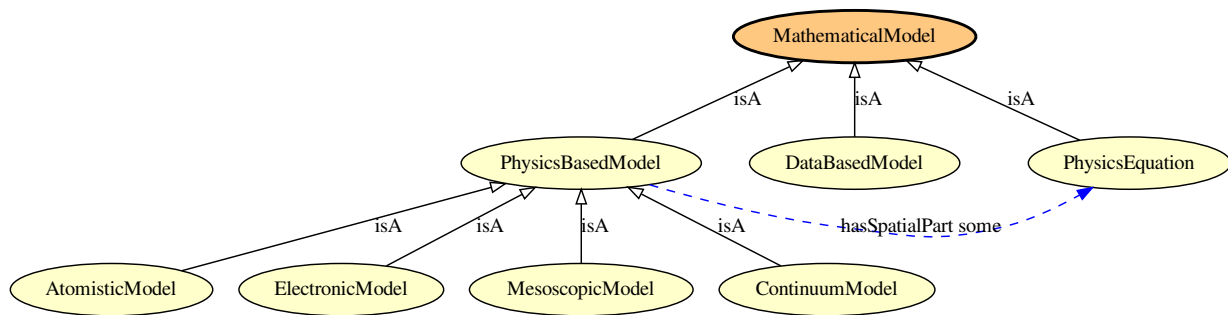 MathematicalModel
isA
isA
isA
PhysicsBasedModel
DataBasedModel
PhysicsEquation
isA
isA
isA
isA
hasSpatialPart some
AtomisticModel
ElectronicModel
MesoscopicModel
ContinuumModel